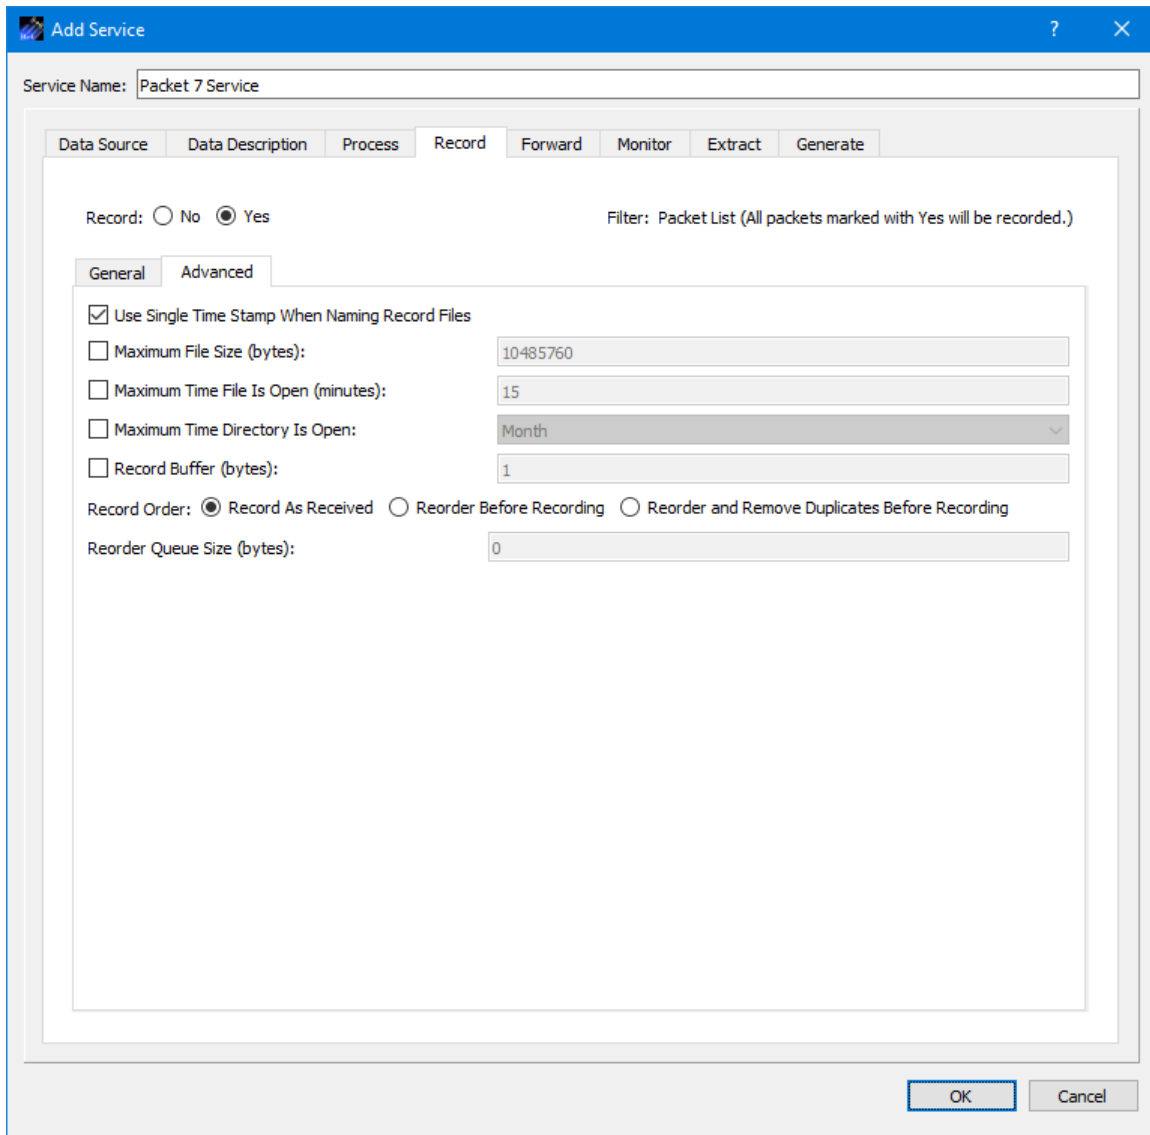 Add Service
Service Name: Packet 7 Service
Data Source Data Description Process Record Forward Monitor Extract Generate
Record: No Yes Filter: Packet List (All packets marked with Yes will be recorded.)
General Advanced
Use Single Time Stamp When Naming Record Files
Maximum File Size (bytes): 10485760
Maximum Time File Is Open (minutes): 15
Maximum Time Directory Is Open: Month
Record Buffer (bytes): 1
Record Order: Record As Received Reorder Before Recording Reorder and Remove Duplicates Before Recording
Reorder Queue Size (bytes): 0
OK Cancel